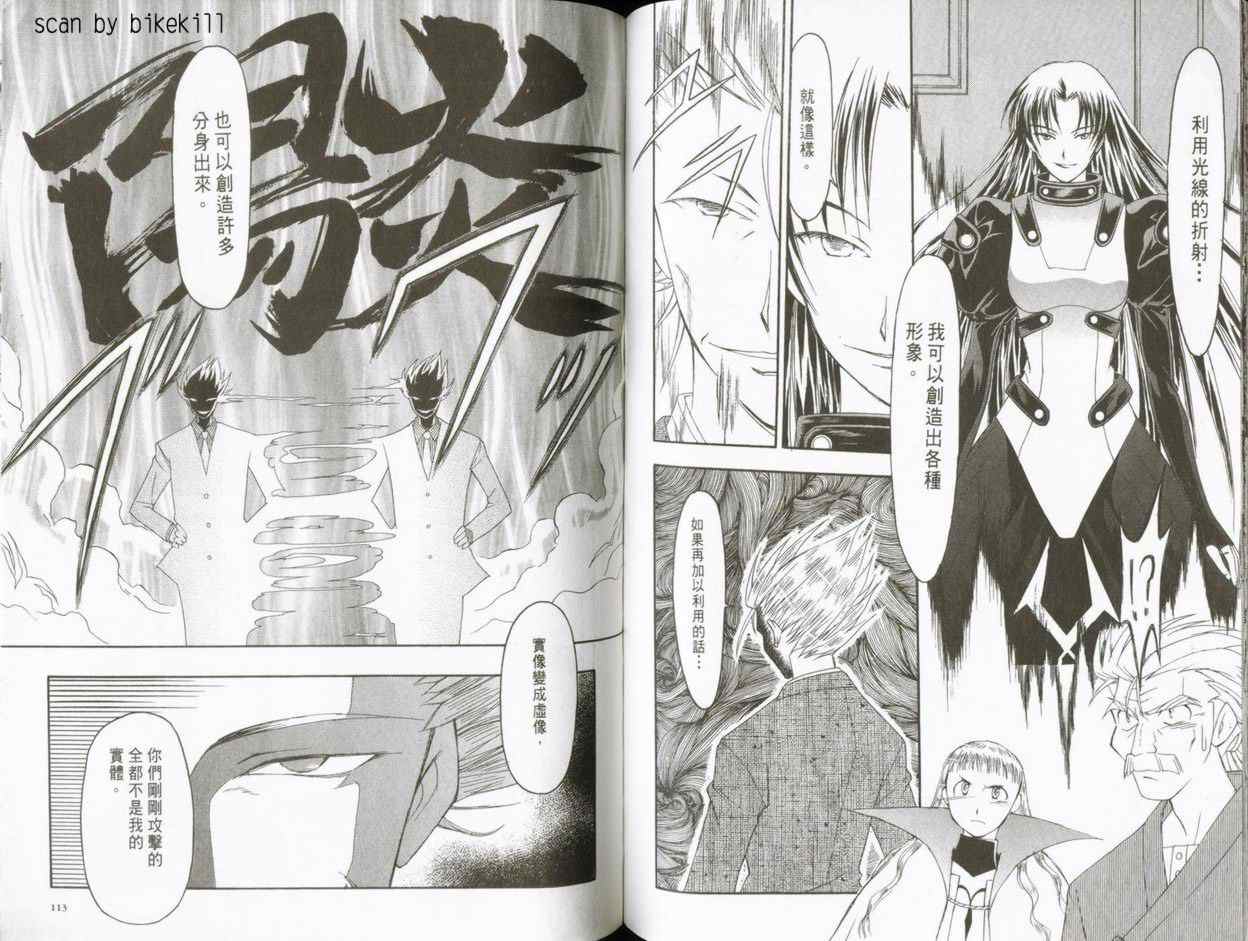 scan by bikekill
利用光線的折射…
我可以創造出各種
形象。
就像這樣。
!?
如果再加以利用的話…
陽炎
也可以創造許多
分身出來。
實像變成虛像，
你們剛剛攻擊的
全都不是我的
實體。
113